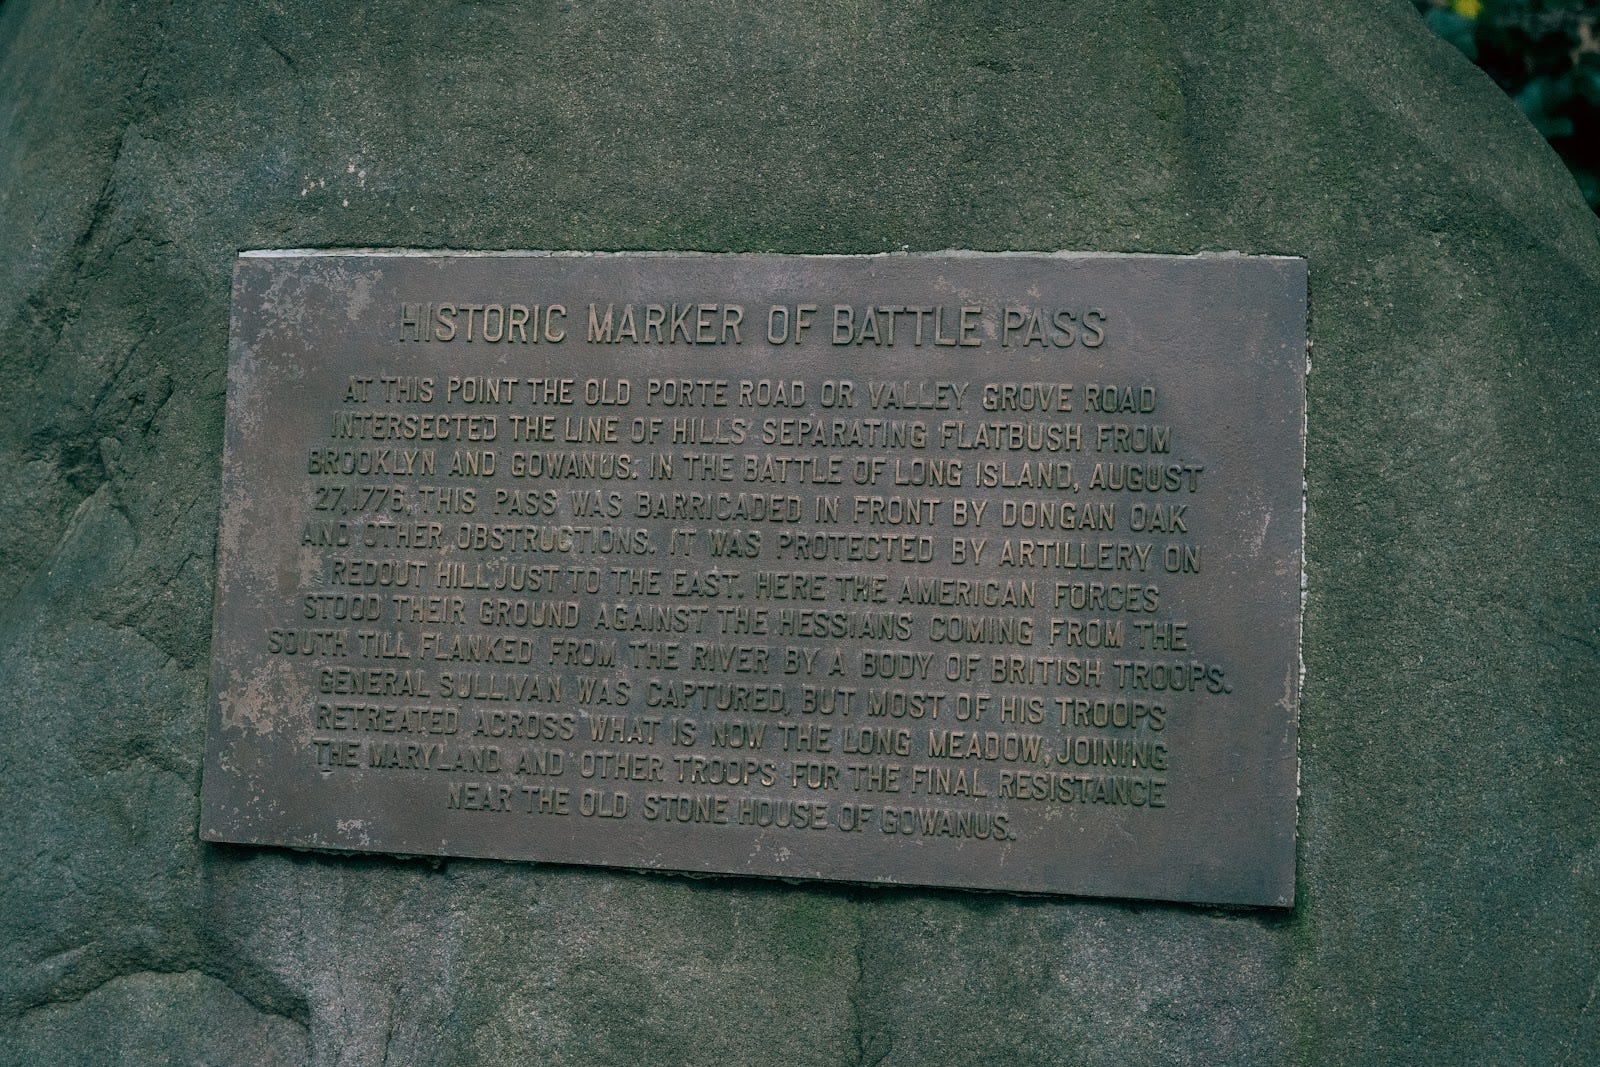 HISTORIC MARKER OF BATTLE PASS
AT THIS POINT THE OLD PORTE ROAD OR VALLEY GROVE ROAD
INTERSECTED THE LINE OF HILLS SEPARATING FLATBUSH FROM
BROOKLYN AND GOWANUS. IN THE BATTLE OF LONG ISLAND, AUGUST
27, 1776, THIS PASS WAS BARRICADED IN FRONT BY DONGAN OAK
AND OTHER OBSTRUCTIONS. IT WAS PROTECTED BY ARTILLERY ON
REDOUT HILL JUST TO THE EAST. HERE THE AMERICAN FORCES
STOOD THEIR GROUND AGAINST THE HESSIANS COMING FROM THE
SOUTH TILL FLANKED FROM THE RIVER BY A BODY OF BRITISH TROOPS.
GENERAL SULLIVAN WAS CAPTURED, BUT MOST OF HIS TROOPS
RETREATED ACROSS WHAT IS NOW THE LONG MEADOW, JOINING
THE MARYLAND AND OTHER TROOPS FOR THE FINAL RESISTANCE
NEAR THE OLD STONE HOUSE OF GOWANUS.